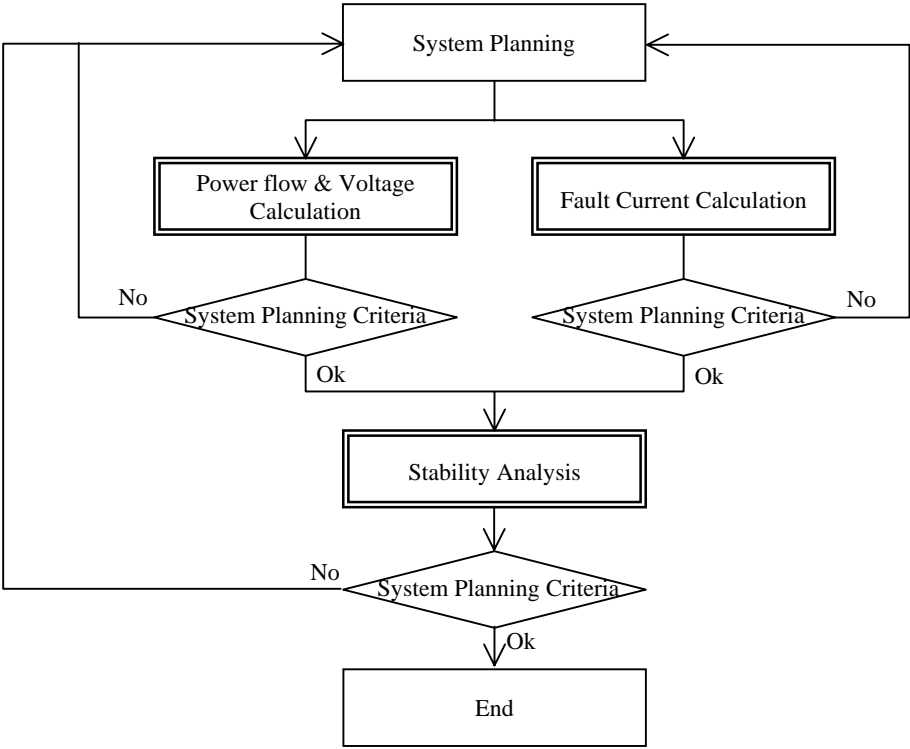 System Planning
Power flow & Voltage
Calculation
Fault Current Calculation
No
System Planning Criteria
System Planning Criteria
No
Ok
Ok
Stability Analysis
No
System Planning Criteria
Ok
End